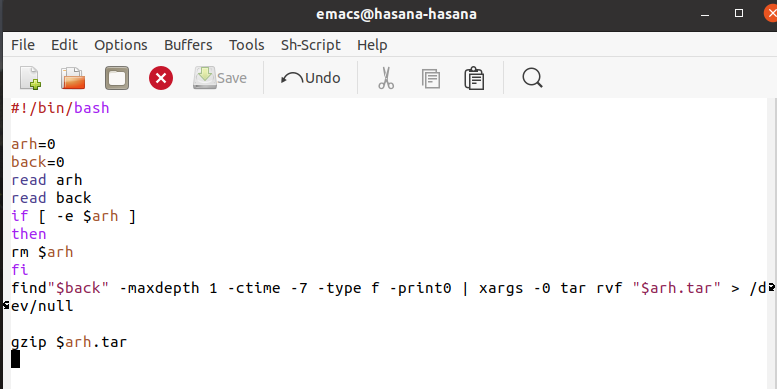 emacs@hasana-hasana
File Edit Options Buffers Tools Sh-Script Help
Save Undo
#!/bin/bash
arh=0
back=0
read arh
read back
if [ -e $arh ]
then
rm $arh
fi
find"$back" -maxdepth 1 -ctime -7 -type f -print0 | xargs -0 tar rvf "$arh.tar" > /d
ev/null
gzip $arh.tar